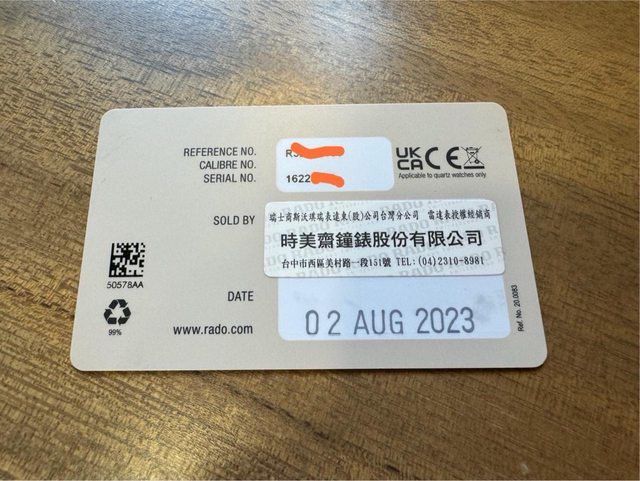 REFERENCE NO.
CALIBRE NO.
SERIAL NO. 1622
UK CA CE
Applicable to quartz watches only
SOLD BY
瑞士商斯沃琪瑞表遠東(股)公司台灣分公司 雷達表授權經銷商
時美齋鐘錶股份有限公司
台中市西區美村路一段151號 TEL:(04)2310-8981
50578AA
DATE
02 AUG 2023
99%
www.rado.com
Ref. No. 20.0083